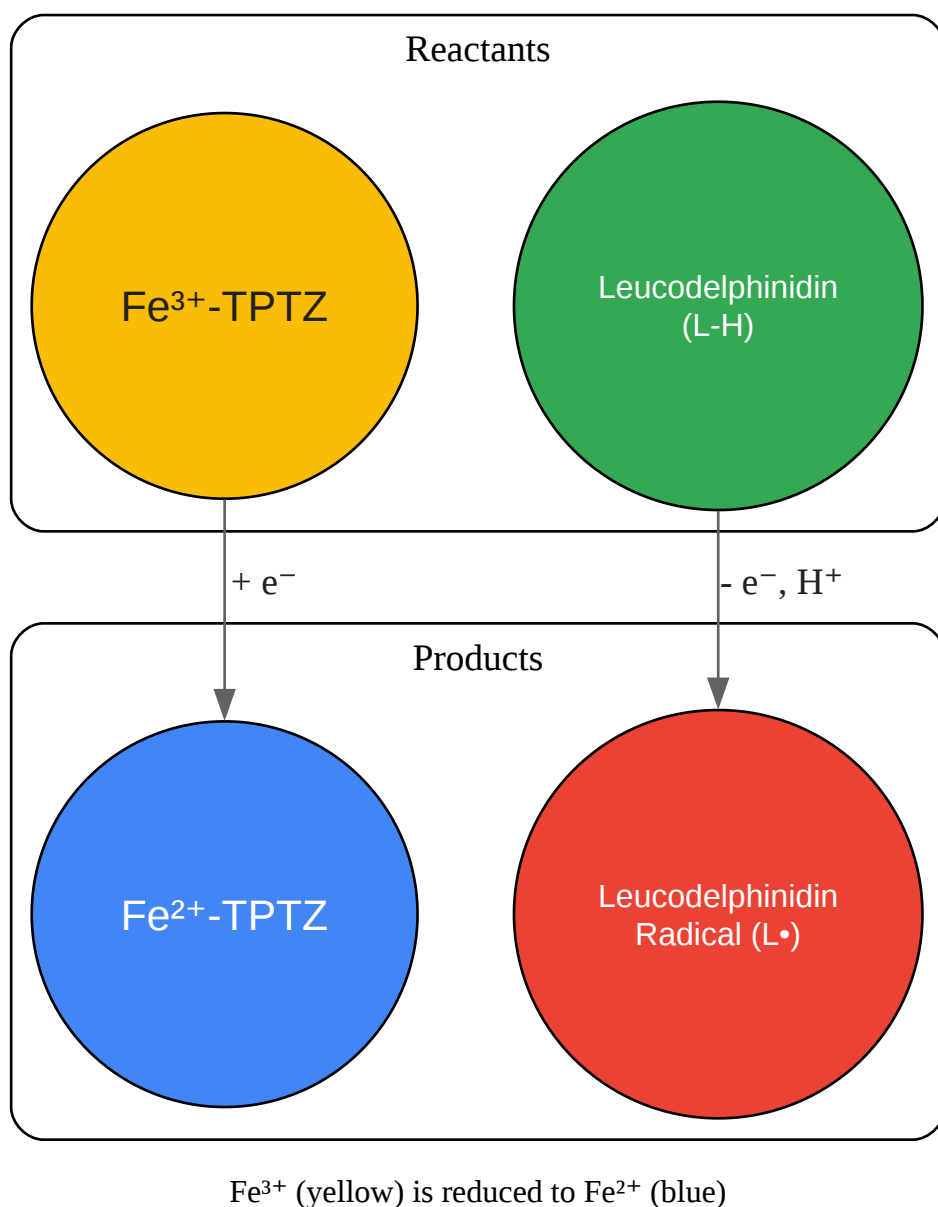 Reactants
Fe³⁺-TPTZ
Leucodelphinidin
(L-H)
+ e⁻
- e⁻, H⁺
Products
Fe²⁺-TPTZ
Leucodelphinidin
Radical (L•)
Fe³⁺ (yellow) is reduced to Fe²⁺ (blue)